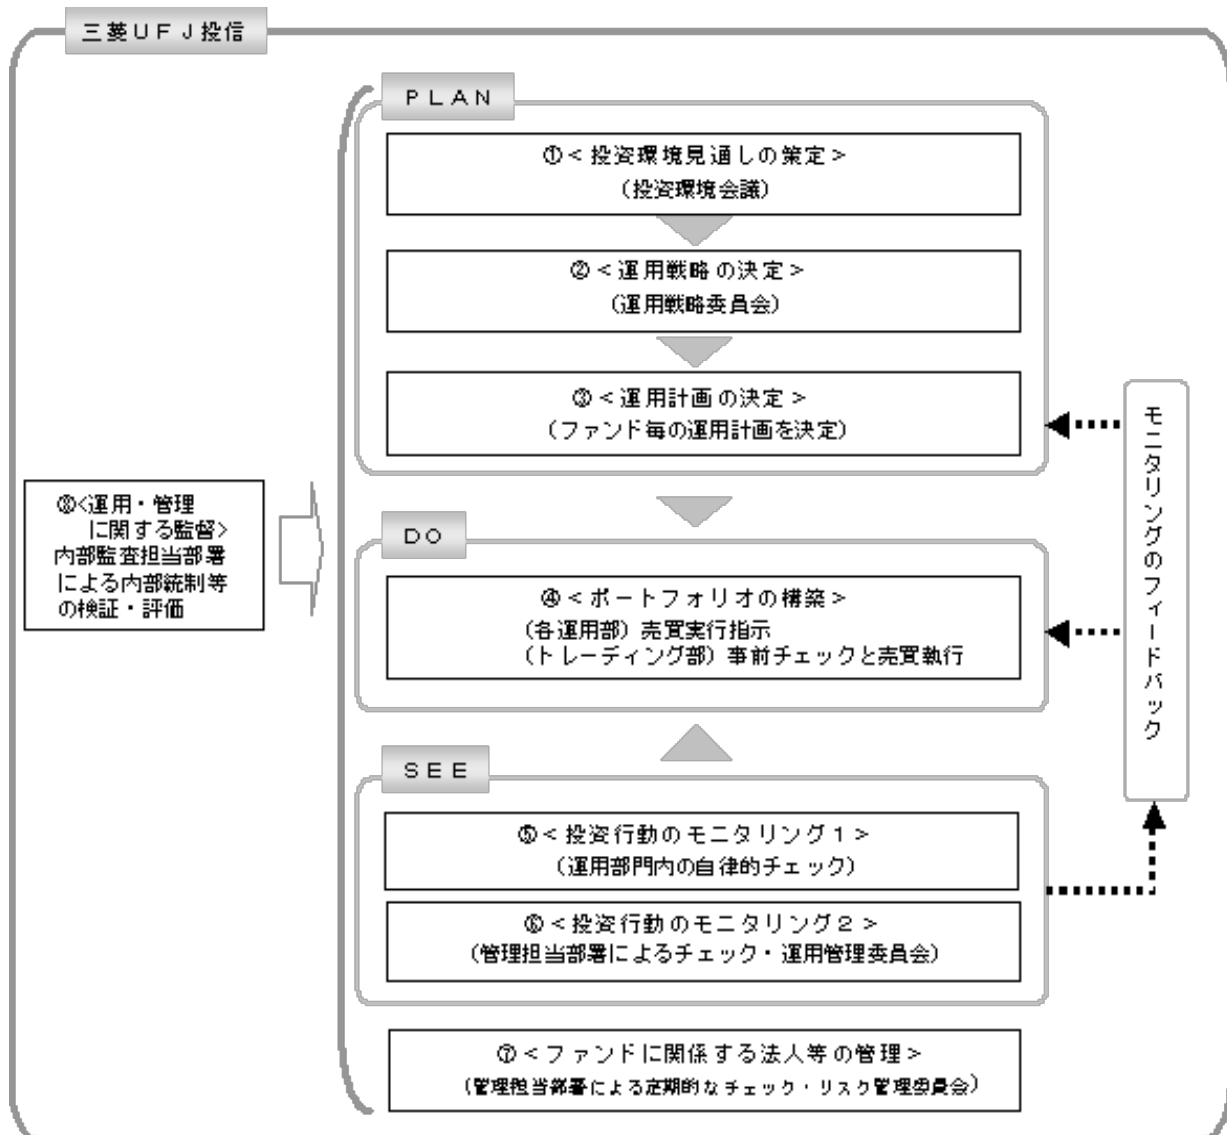 三菱UFJ投信
PLAN
①<投資環境見通しの策定>
(投資環境会議)
②<運用戦略の決定>
(運用戦略委員会)
③<運用計画の決定>
(ファンド毎の運用計画を決定)
⑧<運用・管理
に関する監督>
内部監査担当部署
による内部統制等
の検証・評価
DO
④<ポートフォリオの構築>
(各運用部) 売買実行指示
(トレーディング部) 事前チェックと売買執行
モニタリングのフィードバック
SEE
⑤<投資行動のモニタリング1>
(運用部門内の自律的チェック)
⑥<投資行動のモニタリング2>
(管理担当部署によるチェック・運用管理委員会)
⑦<ファンドに関係する法人等の管理>
(管理担当部署による定期的なチェック・リスク管理委員会)